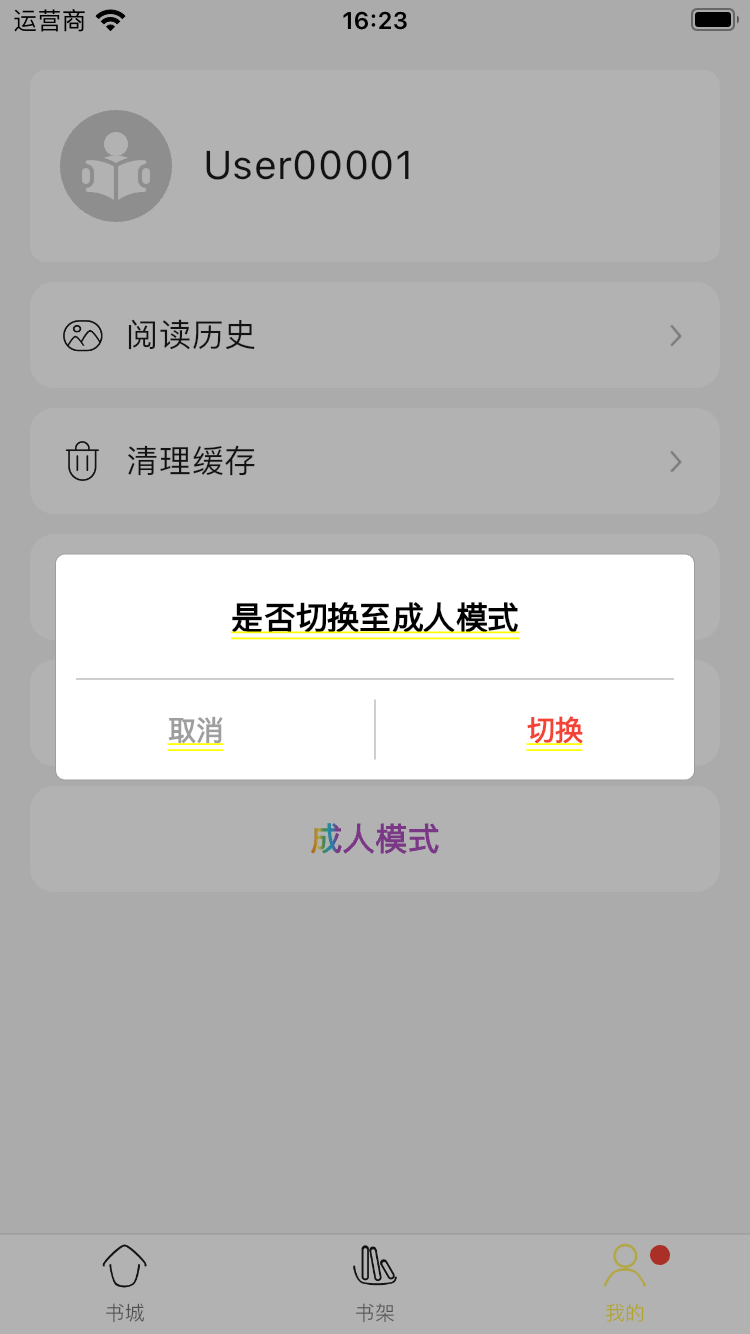 运营商 16:23
User00001
阅读历史
清理缓存
是否切换至成人模式
取消 切换
成人模式
书城 书架 我的